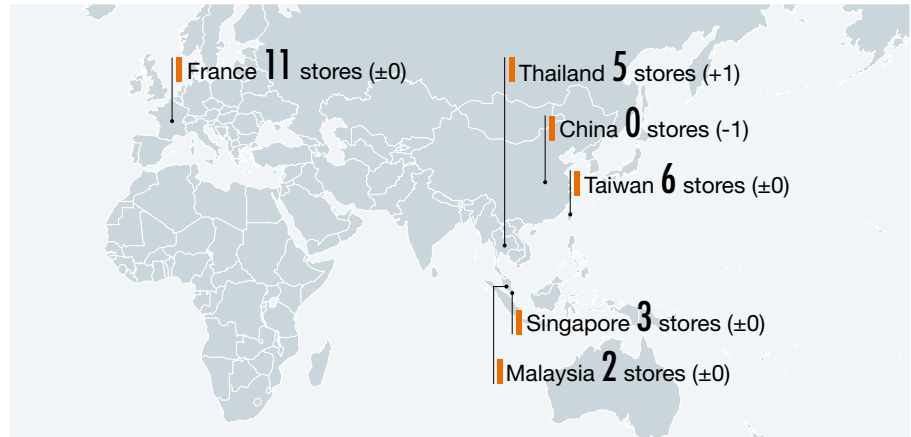 France 11 stores (±0)
Thailand 5 stores (+1)
China 0 stores (-1)
Taiwan 6 stores (±0)
Singapore 3 stores (±0)
Malaysia 2 stores (±0)